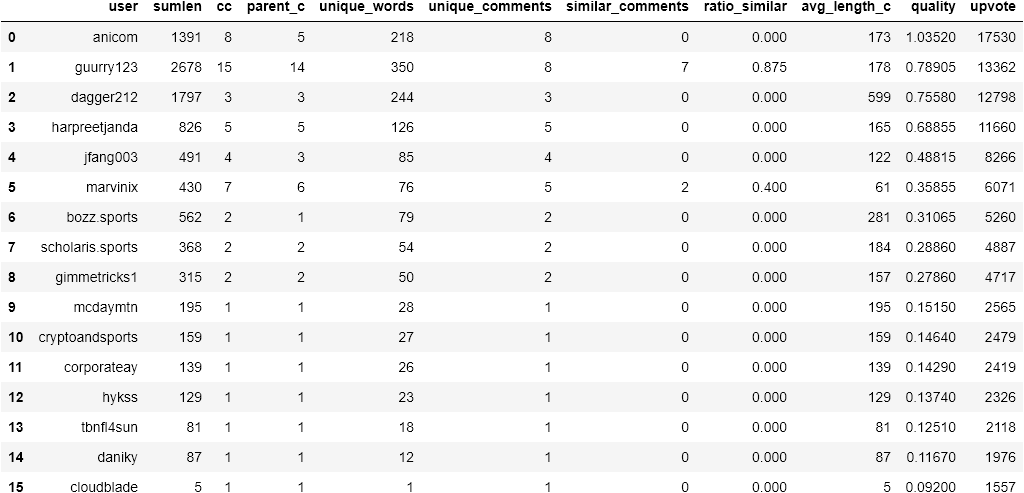 user sumlen cc parent_c unique_words unique_comments similar_comments ratio_similar avg_length_c quality upvote
0 anicom 1391 8 5 218 8 0 0.000 173 1.03520 17530
1 guurry123 2678 15 14 350 8 7 0.875 178 0.78905 13362
2 dagger212 1797 3 3 244 3 0 0.000 599 0.75580 12798
3 harpreetjanda 826 5 5 126 5 0 0.000 165 0.68855 11660
4 jfang003 491 4 3 85 4 0 0.000 122 0.48815 8266
5 marvinix 430 7 6 76 5 2 0.400 61 0.35855 6071
6 bozz.sports 562 2 1 79 2 0 0.000 281 0.31065 5260
7 scholaris.sports 368 2 2 54 2 0 0.000 184 0.28860 4887
8 gimmetricks1 315 2 2 50 2 0 0.000 157 0.27860 4717
9 mcdaymtn 195 1 1 28 1 0 0.000 195 0.15150 2565
10 cryptoandsports 159 1 1 27 1 0 0.000 159 0.14640 2479
11 corporateay 139 1 1 26 1 0 0.000 139 0.14290 2419
12 hykss 129 1 1 23 1 0 0.000 129 0.13740 2326
13 tbnfl4sun 81 1 1 18 1 0 0.000 81 0.12510 2118
14 daniky 87 1 1 12 1 0 0.000 87 0.11670 1976
15 cloudblade 5 1 1 1 1 0 0.000 5 0.09200 1557